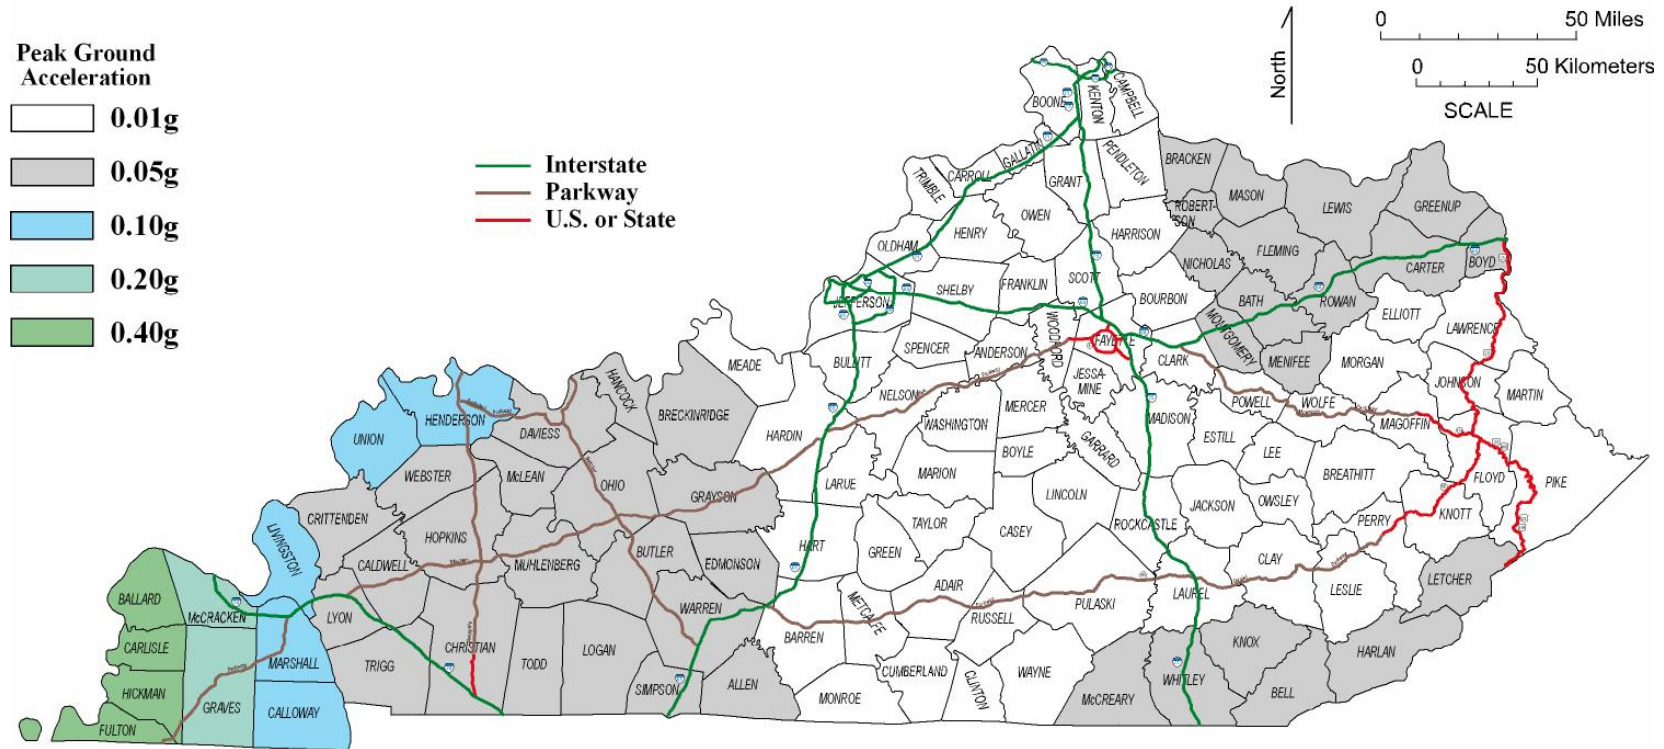 Peak Ground
Acceleration
0.01g
0.05g
0.10g
0.20g
0.40g
Interstate
Parkway
U.S. or State
North
0 50 Miles
0 50 Kilometers
SCALE
BOONE
KENTON
CAMPBELL
GALLATIN
PENDLETON
BRACKEN
TRIMBLE
CARROLL
GRANT
MASON
ROBERT-
SON
LEWIS
GREENUP
OWEN
HARRISON
OLDHAM
HENRY
FLEMING
NICHOLAS
CARTER
BOYD
SCOTT
SHELBY
FRANKLIN
JEFFERSON
BOURBON
BATH
ROWAN
ELLIOTT
LAWRENCE
WOODFORD
FAYETTE
MONTGOMERY
MENIFEE
MORGAN
MEADE
BULLITT
SPENCER
ANDERSON
CLARK
JESSA-
MINE
JOHNSON
MARTIN
HANCOCK
BRECKINRIDGE
NELSON
MERCER
MADISON
POWELL
WOLFE
MAGOFFIN
HENDERSON
UNION
DAVIESS
HARDIN
WASHINGTON
GARRARD
ESTILL
LEE
BOYLE
WEBSTER
McLEAN
OHIO
GRAYSON
LARUE
MARION
BREATHITT
FLOYD
PIKE
LINCOLN
JACKSON
OWSLEY
KNOTT
PERRY
CRITTENDEN
LIVINGSTON
HOPKINS
TAYLOR
CASEY
ROCKCASTLE
BUTLER
EDMONSON
HART
GREEN
CLAY
CALDWELL
MUHLENBERG
LETCHER
ADAIR
LESLIE
BALLARD
McCRACKEN
LYON
WARREN
BARREN
METCALFE
RUSSELL
PULASKI
LAUREL
CARLISLE
MARSHALL
TRIGG
CHRISTIAN
TODD
LOGAN
KNOX
HARLAN
CUMBERLAND
WAYNE
CLINTON
HICKMAN
GRAVES
CALLOWAY
SIMPSON
ALLEN
MONROE
McCREARY
WHITLEY
BELL
FULTON